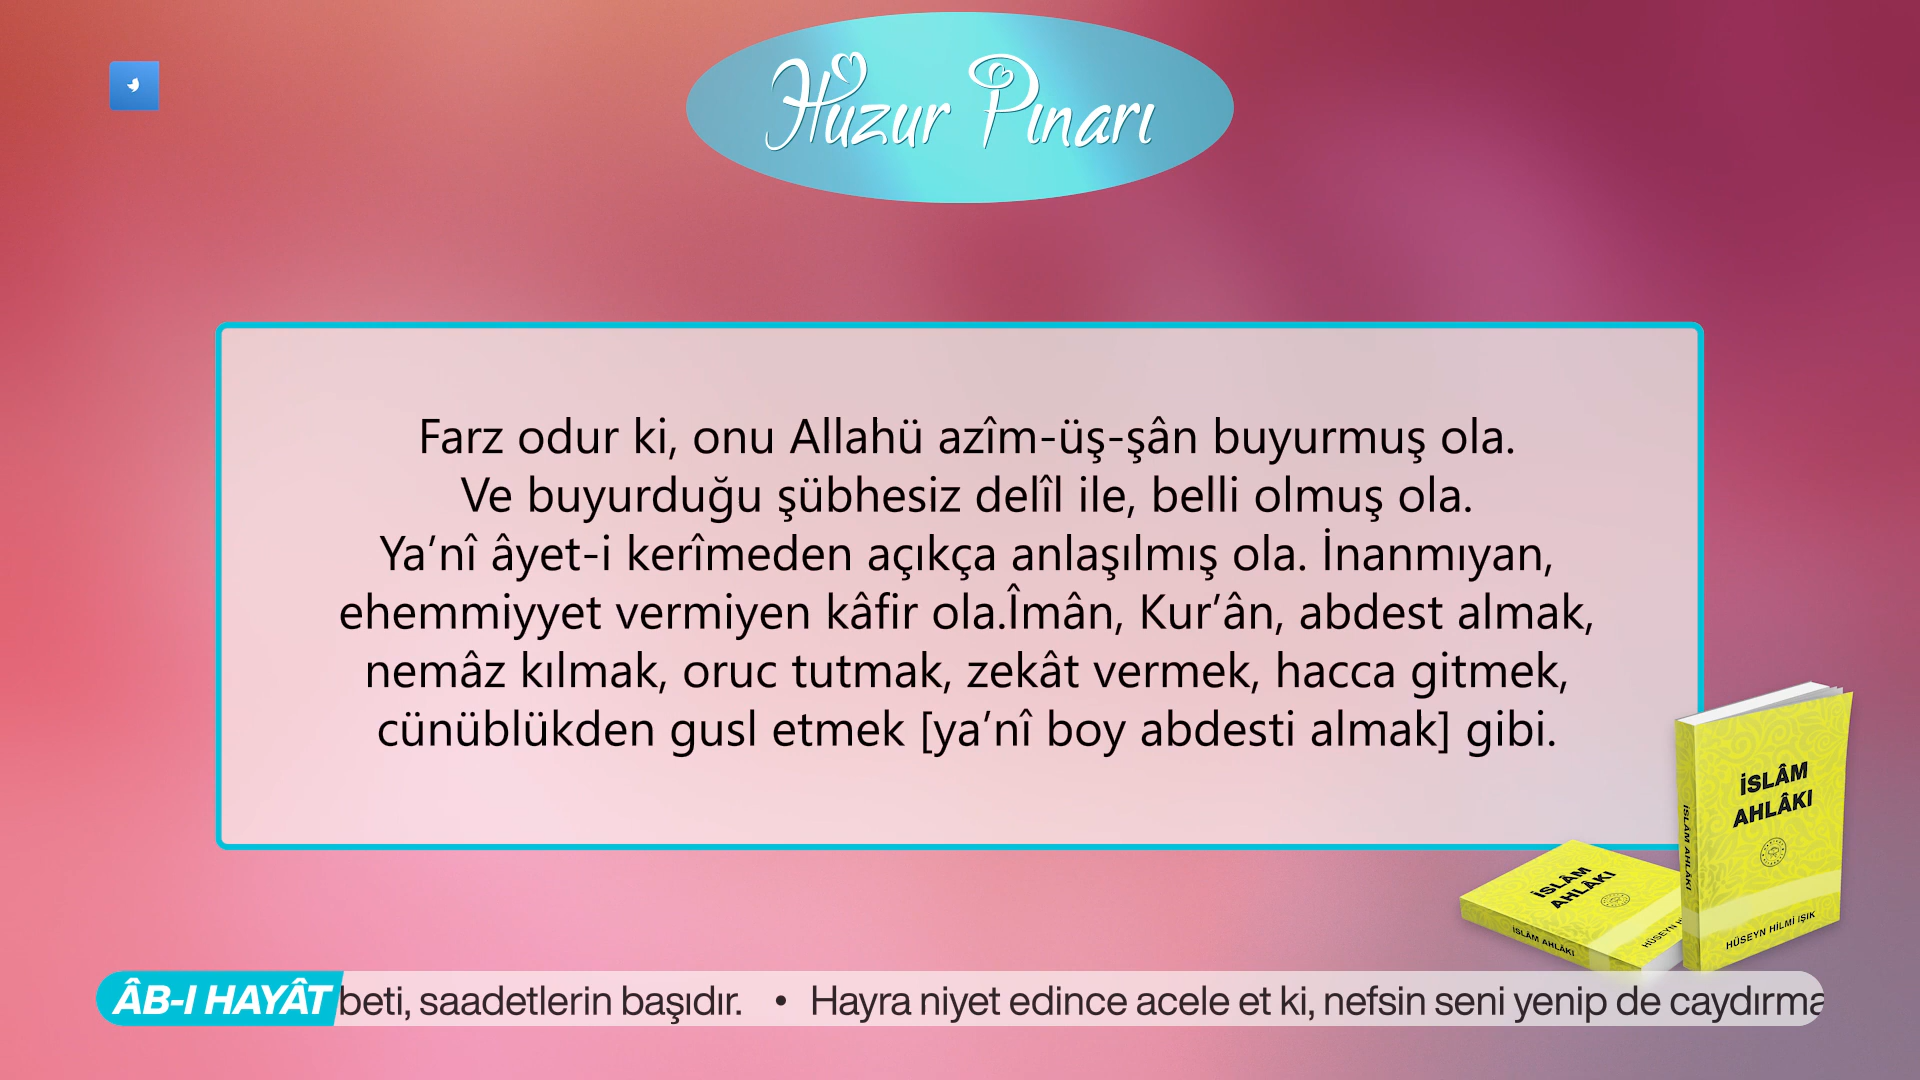 Huzur Pınarı
Farz odur ki, onu Allahü azîm-üş-şân buyurmuş ola.
Ve buyurduğu şübhesiz delîl ile, belli olmuş ola.
Ya’nî âyet-i kerîmeden açıkça anlaşılmış ola. İnanmıyan,
ehemmiyyet vermiyen kâfir ola.Îmân, Kur’ân, abdest almak,
nemâz kılmak, oruc tutmak, zekât vermek, hacca gitmek,
cünüblükden gusl etmek [ya’nî boy abdesti almak] gibi.
İSLÂM
AHLÂKI
HÜSEYN HİLMİ IŞIK
İSLÂM AHLÂKI
İSLÂM
AHLÂKI
HÜSEYN
İSLÂM AHLÂKI
ÂB-I HAYÂT beti, saadetlerin başıdır. • Hayra niyet edince acele et ki, nefsin seni yenip de caydırma